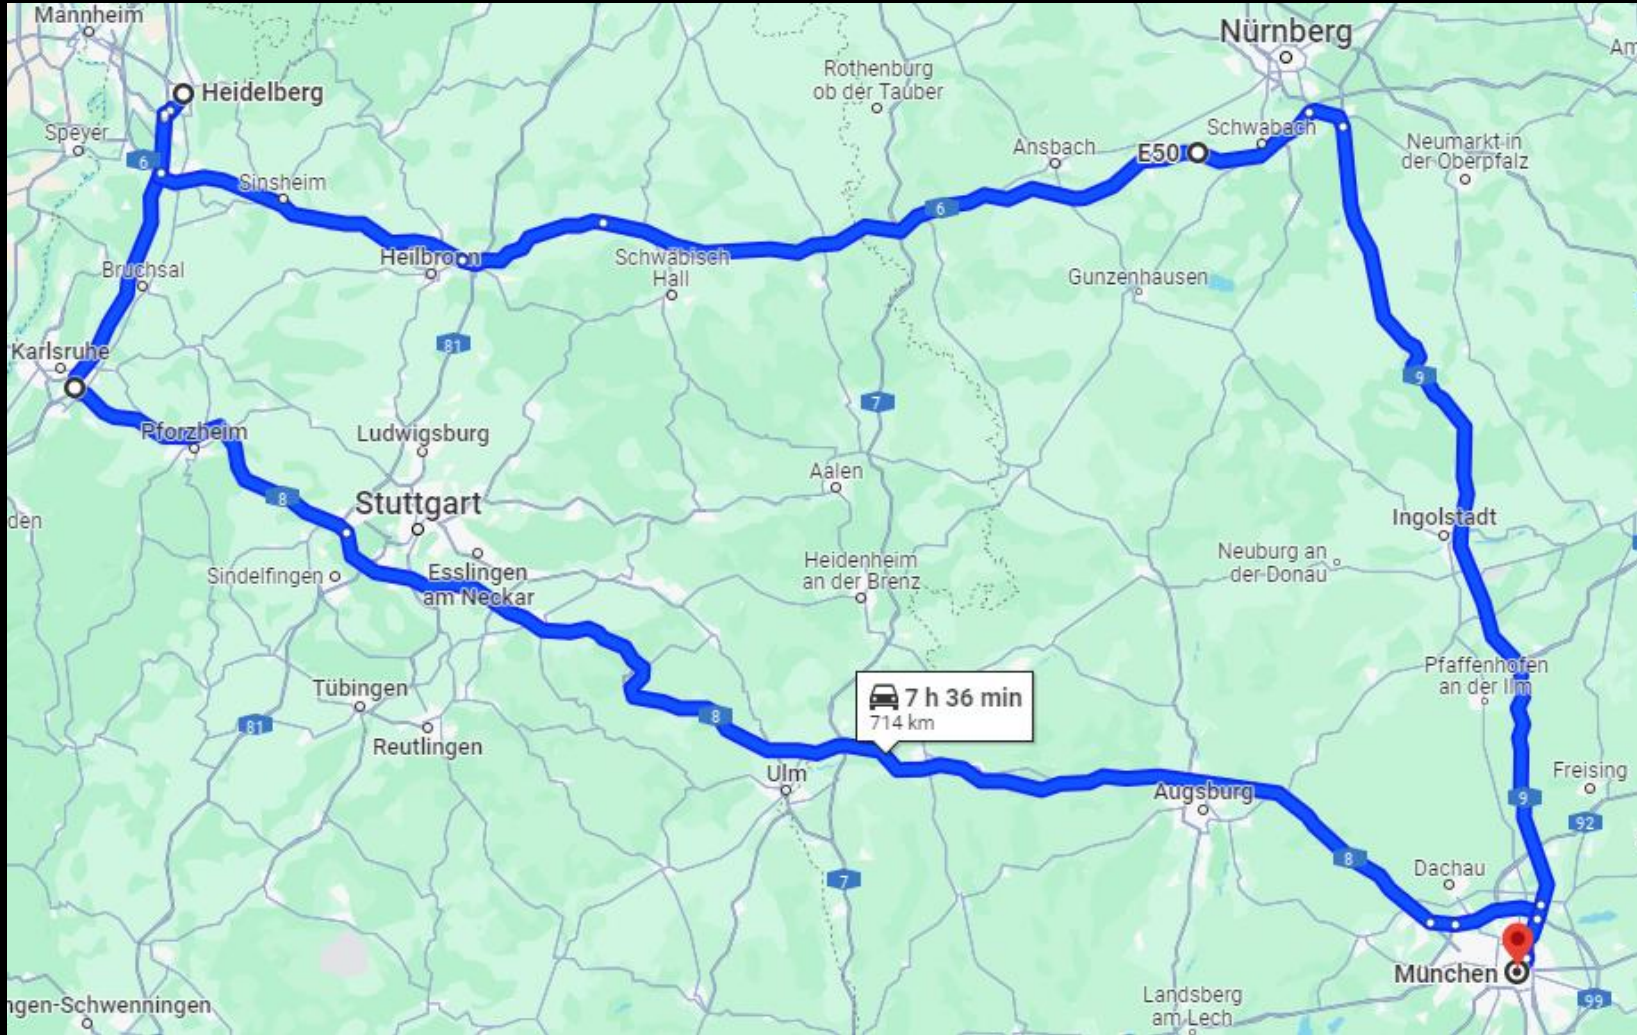 Mannheim
Nürnberg
Am
Rothenburg
ob der Tauber
Heidelberg
Speyer
Schwabach
6
Ansbach
E50
Neumarkt in
der Oberpfalz
Sinsheim
6
Heilbronn
Schwäbisch
Hall
Bruchsal
Gunzenhausen
81
Karlsruhe
9
7
Pforzheim
Ludwigsburg
Aalen
8
Stuttgart
den
Ingolstadt
Heidenheim
an der Brenz
Neuburg an
der Donau
Sindelfingen
Esslingen
am Neckar
Pfaffenhofen
an der Ilm
Tübingen
7 h 36 min
714 km
81
8
Reutlingen
Ulm
Augsburg
Freising
9
92
8
Dachau
7
München
Landsberg
am Lech
99
ngen-Schwenningen